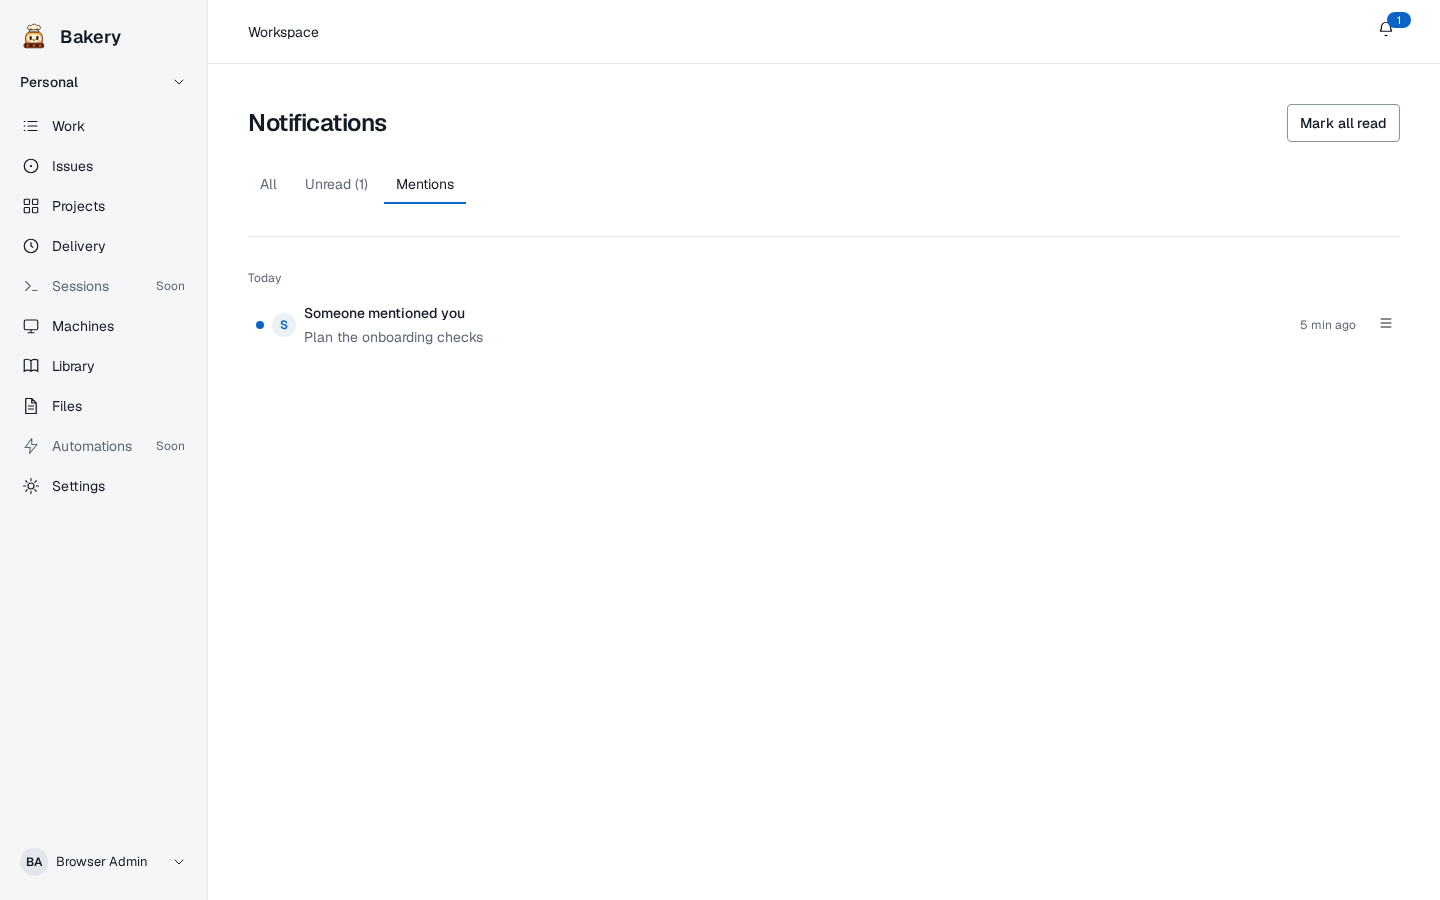 Bakery
Personal
Work
Issues
Projects
Delivery
Sessions Soon
Machines
Library
Files
Automations Soon
Settings
BA Browser Admin
Workspace
1
Notifications
Mark all read
All Unread (1) Mentions
Today
S
Someone mentioned you
Plan the onboarding checks
5 min ago